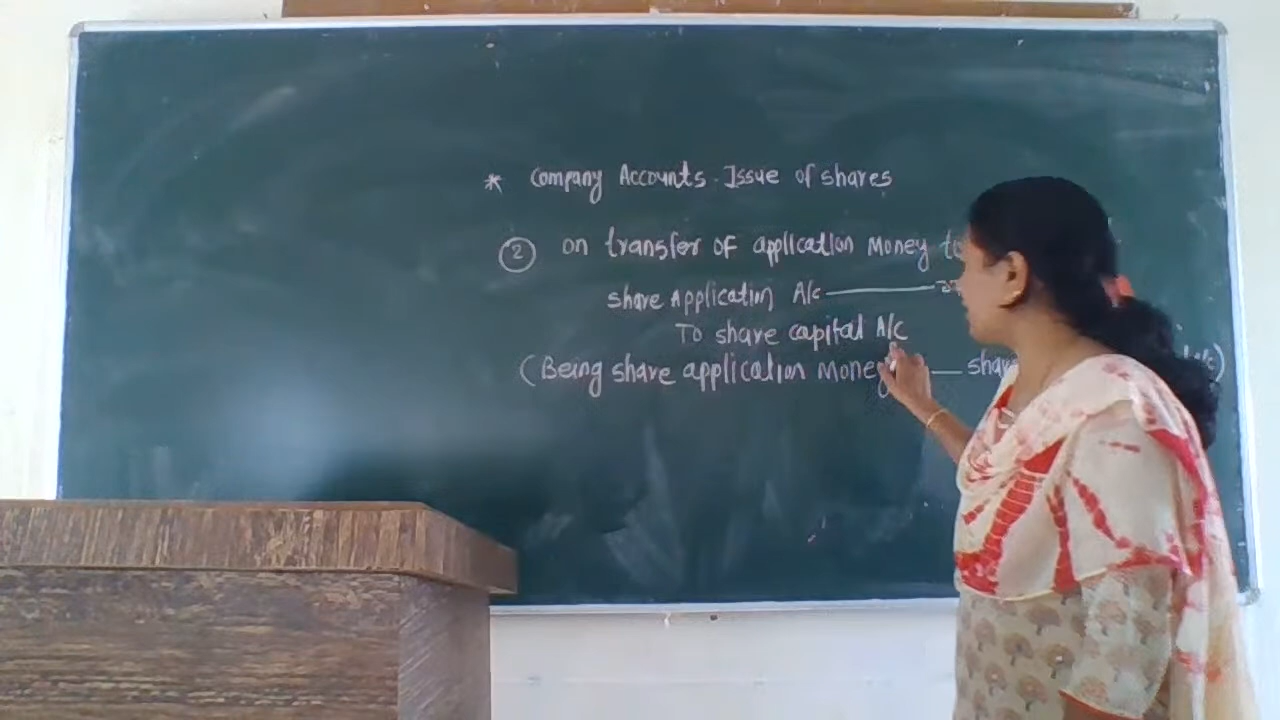 * Company Accounts - Issue of shares
② on transfer of application Money to
share Application A/c
To share capital A/c
(Being share application Money — share A/c)